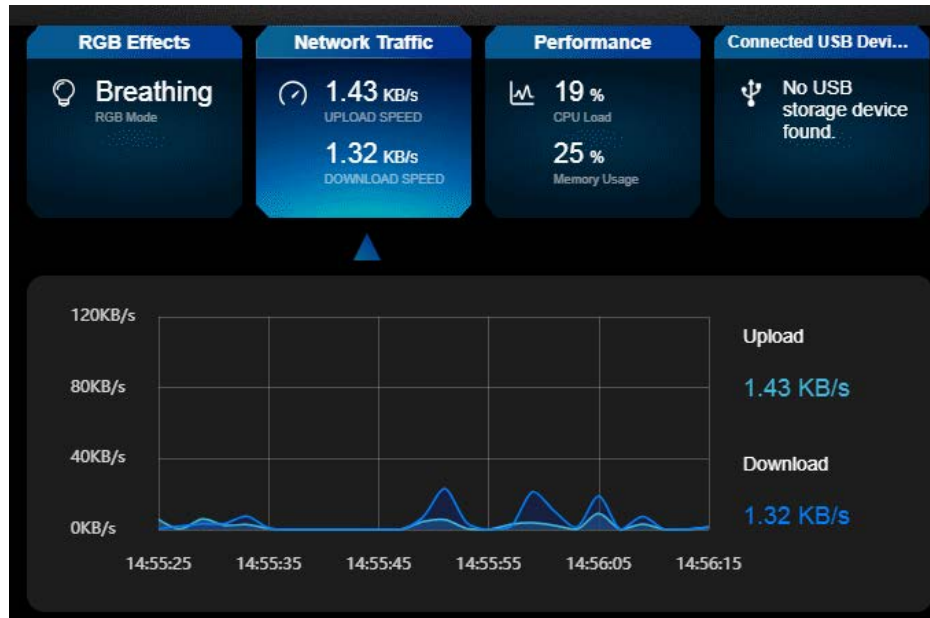 RGB Effects
Breathing
RGB Mode
Network Traffic
1.43 KB/s
UPLOAD SPEED
1.32 KB/s
DOWNLOAD SPEED
Performance
19 %
CPU Load
25 %
Memory Usage
Connected USB Devi...
No USB
storage device
found.
120KB/s
80KB/s
40KB/s
0KB/s
14:55:25 14:55:35 14:55:45 14:55:55 14:56:05 14:56:15
Upload
1.43 KB/s
Download
1.32 KB/s